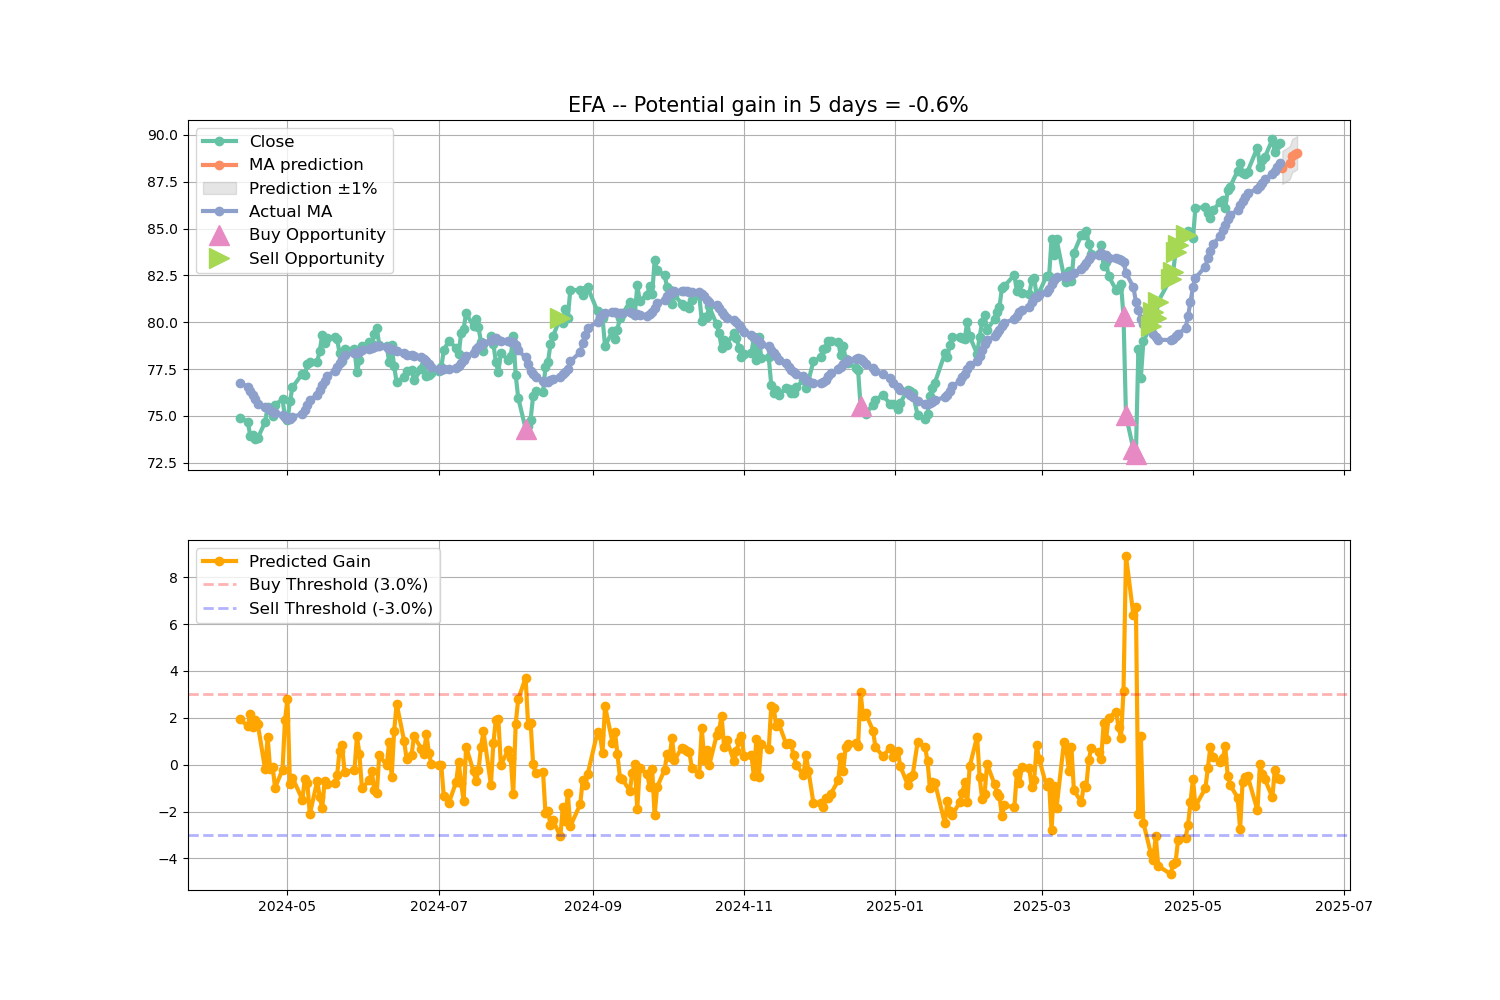 EFA -- Potential gain in 5 days = -0.6%
90.0
87.5
85.0
82.5
80.0
77.5
75.0
72.5
Close
MA prediction
Prediction ±1%
Actual MA
Buy Opportunity
Sell Opportunity
8
6
4
2
0
−2
−4
Predicted Gain
Buy Threshold (3.0%)
Sell Threshold (-3.0%)
2024-05
2024-07
2024-09
2024-11
2025-01
2025-03
2025-05
2025-07